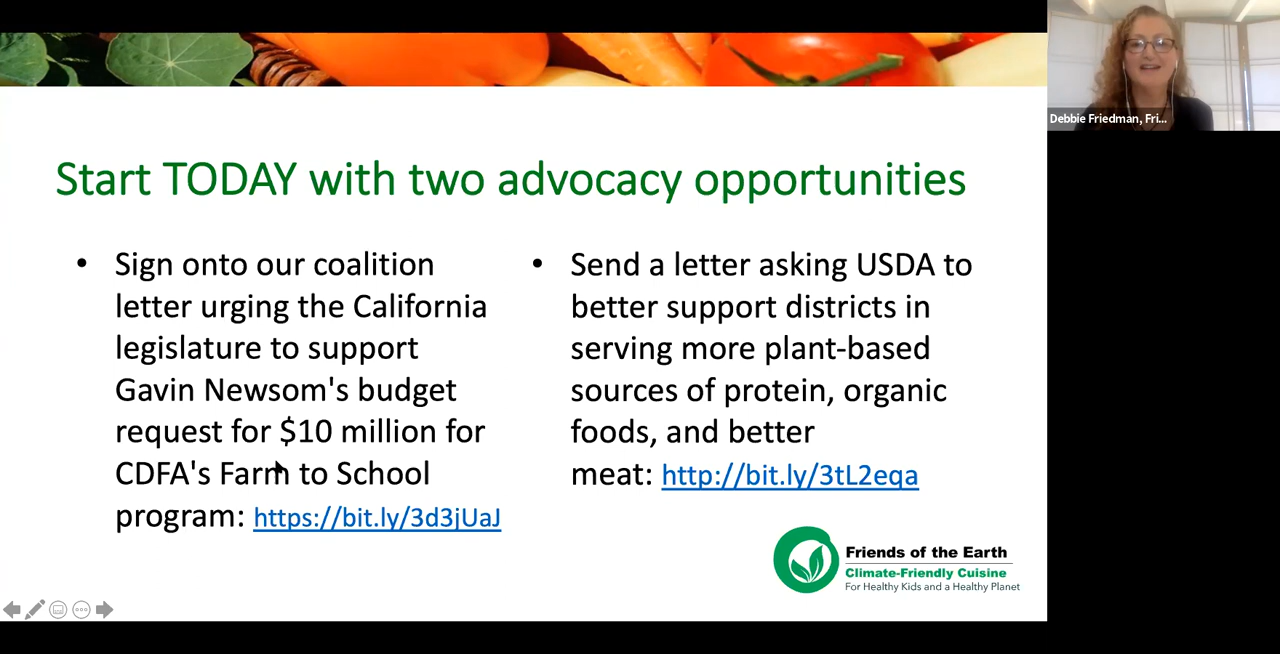 Debbie Friedman, Fri...
Start TODAY with two advocacy opportunities
• Sign onto our coalition
letter urging the California
legislature to support
Gavin Newsom's budget
request for $10 million for
CDFA's Farm to School
program: https://bit.ly/3d3jUaJ
• Send a letter asking USDA to
better support districts in
serving more plant-based
sources of protein, organic
foods, and better
meat: http://bit.ly/3tL2eqa
Friends of the Earth
Climate-Friendly Cuisine
For Healthy Kids and a Healthy Planet